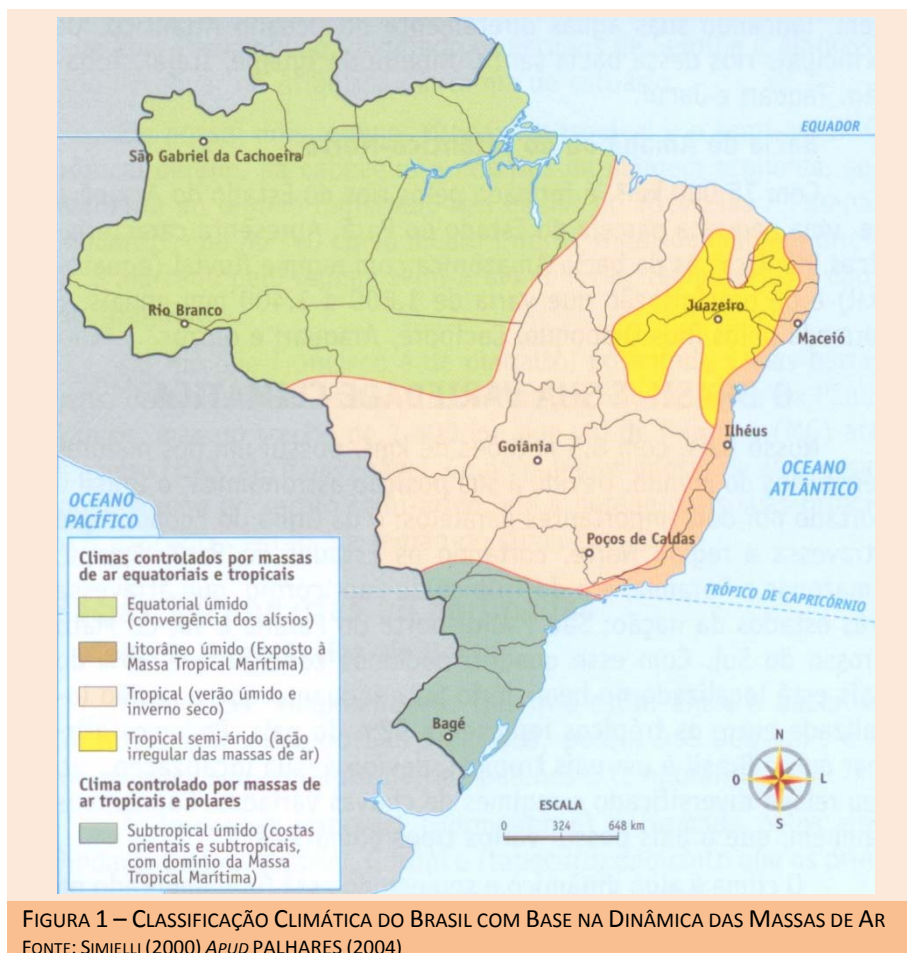 EQUADOR
São Gabriel da Cachoeira
Rio Branco
Juazeiro
Maceió
Ilhéus
Goiânia
OCEANO
PACÍFICO
OCEANO
ATLÂNTICO
Poços de Caldas
TRÓPICO DE CAPRICÓRNIO
Bagé
Climas controlados por massas
de ar equatoriais e tropicais
Equatorial úmido
(convergência dos alísios)
Litorâneo úmido (Exposto à
Massa Tropical Marítima)
Tropical (verão úmido e
inverno seco)
Tropical semi-árido (ação
irregular das massas de ar)
Clima controlado por massas de
ar tropicais e polares
Subtropical úmido (costas
orientais e subtropicais,
com domínio da Massa
Tropical Marítima)
N
O
L
S
ESCALA
0 324 648 km
FIGURA 1 – CLASSIFICAÇÃO CLIMÁTICA DO BRASIL COM BASE NA DINÂMICA DAS MASSAS DE AR
FONTE: SIMIELLI (2000) APUD PALHARES (2004)